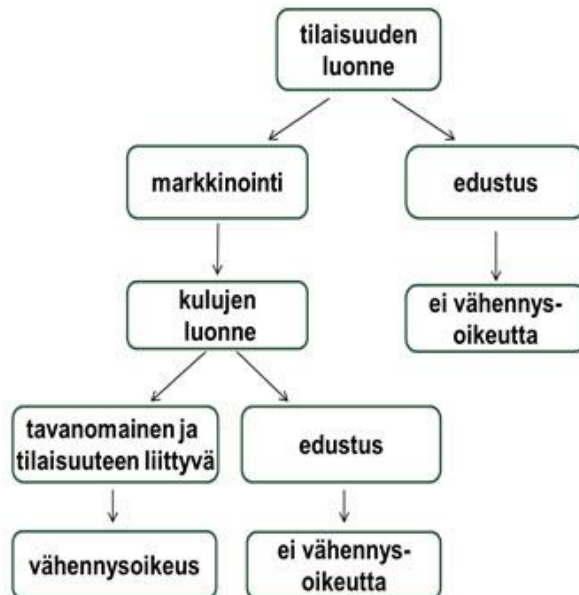 tilaisuuden
luonne
markkinointi
edustus
kulujen
luonne
ei vähennys-
oikeutta
tavanomainen ja
tilaisuuteen liittyvä
edustus
vähennysoikeus
ei vähennys-
oikeutta